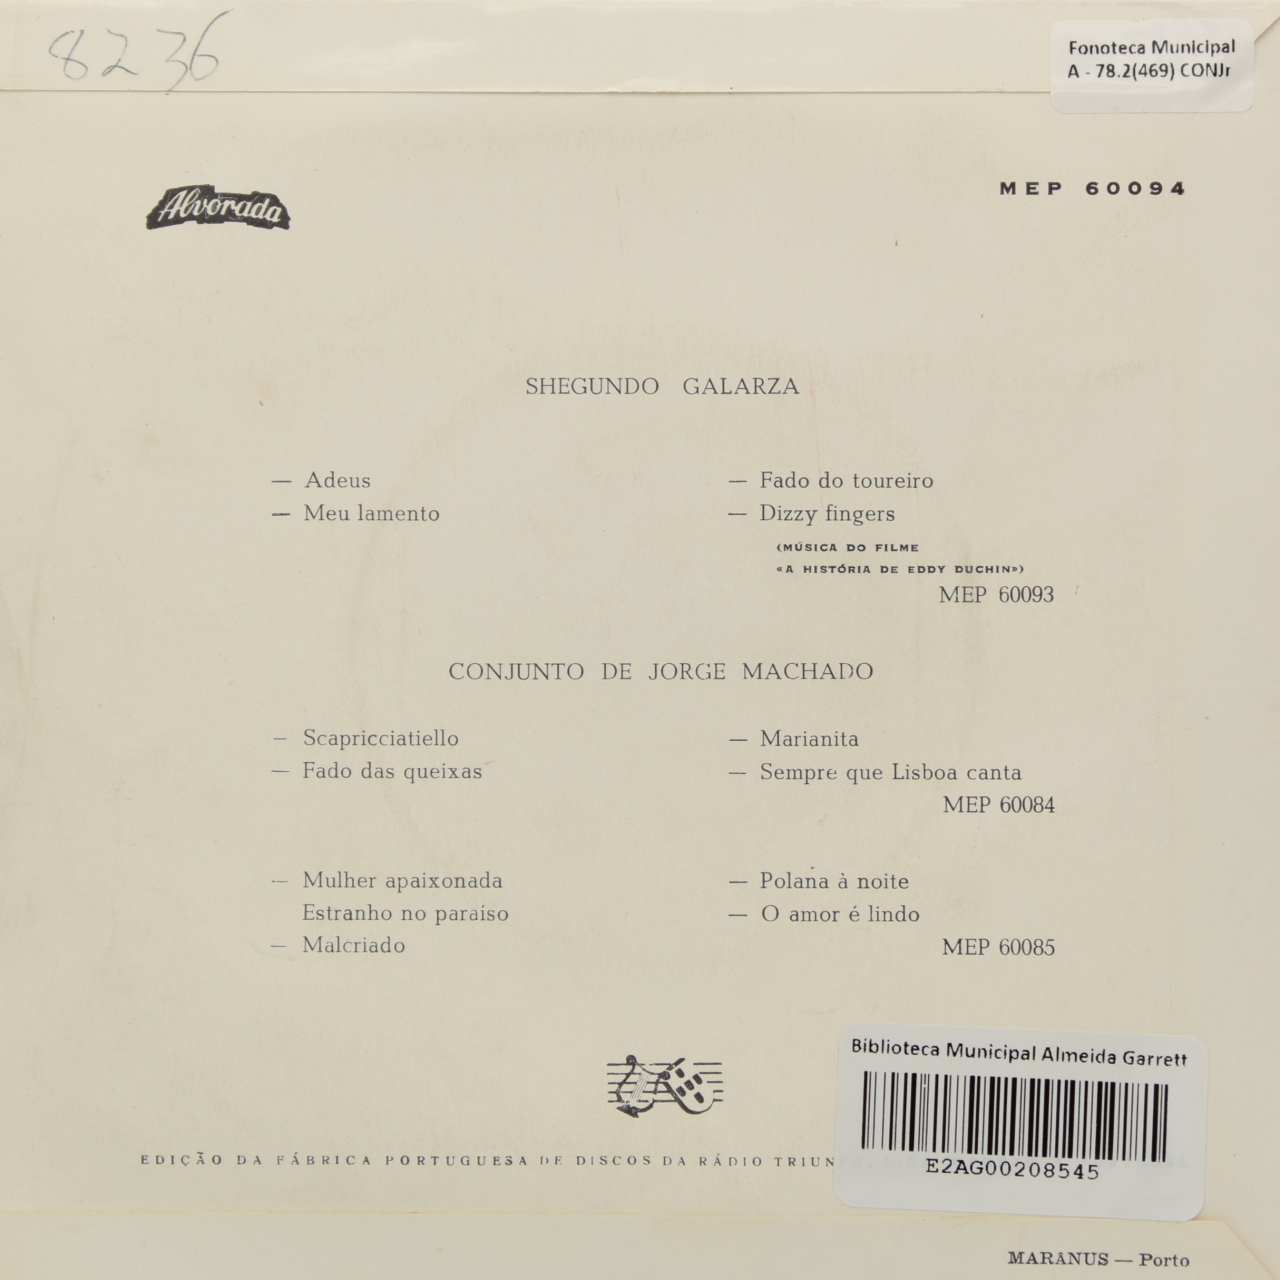 8236
Fonoteca Municipal
A - 78.2(469) CONJr
Alvorada
MEP 60094
SHEGUNDO GALARZA
— Adeus
— Meu lamento
— Fado do toureiro
— Dizzy fingers
(MÚSICA DO FILME
«A HISTÓRIA DE EDDY DUCHIN»)
MEP 60093
CONJUNTO DE JORGE MACHADO
— Scapricciatiello
— Fado das queixas
— Marianita
— Sempre que Lisboa canta
MEP 60084
— Mulher apaixonada
Estranho no paraíso
— Malcriado
— Polana à noite
— O amor é lindo
MEP 60085
Biblioteca Municipal Almeida Garrett
E2AG00208545
EDIÇÃO DA FÁBRICA PORTUGUESA DE DISCOS DA RÁDIO
MARÂNUS — Porto